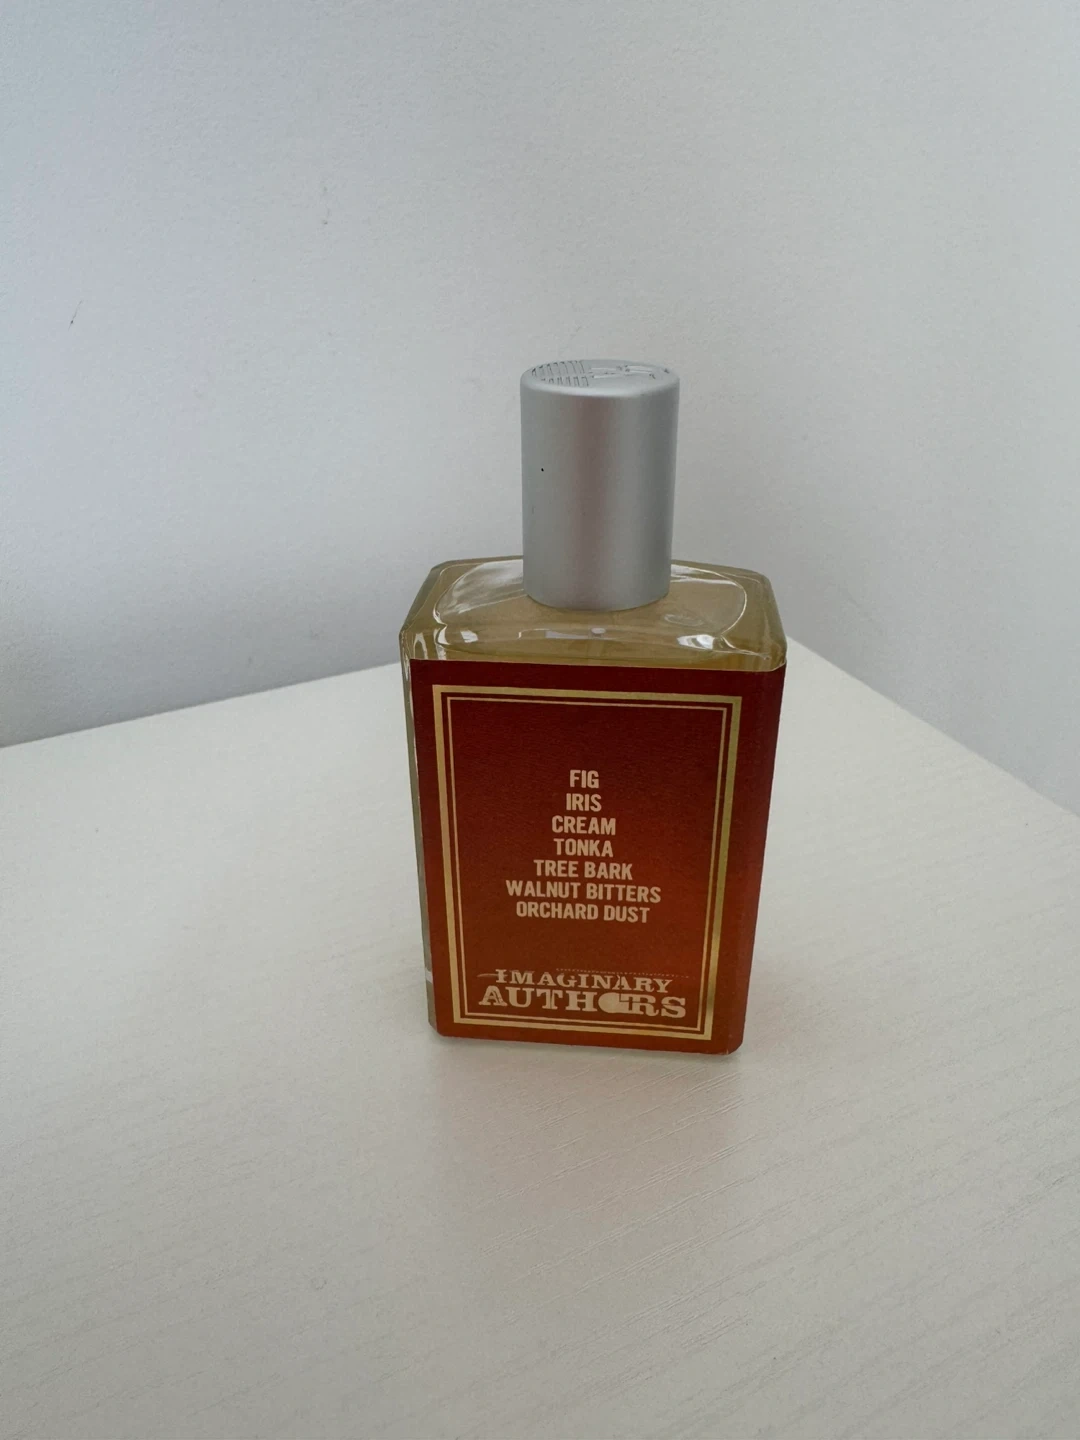 FIG
IRIS
CREAM
TONKA
TREE BARK
WALNUT BITTERS
ORCHARD DUST
IMAGINARY
AUTHORS